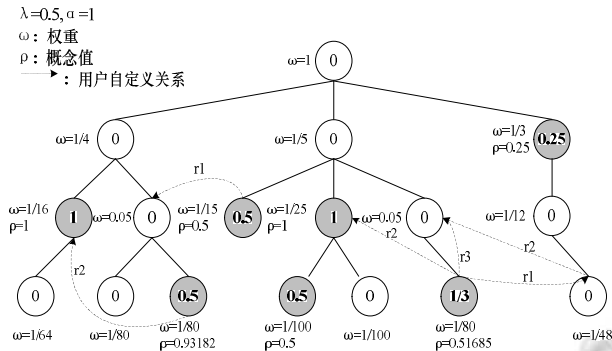 λ=0.5, α=1
ω: 权重
ρ: 概念值
: 用户自定义关系
ω=1 0
ω=1/4 0 ω=1/5 0 ω=1/3 ρ=0.25 0.25
r1
ω=1/16 ρ=1 1 ω=0.05 0 ω=1/15 ρ=0.5 0.5 ω=1/25 ρ=1 1 ω=0.05 0 ω=1/12 0
r2 r2 r3 r2 r1
0 0 0.5 0.5 0 1/3 0
ω=1/64 ω=1/80 ω=1/80 ω=1/100 ω=1/100 ω=1/80 ω=1/48
ρ=0.93182 ρ=0.5 ρ=0.51685